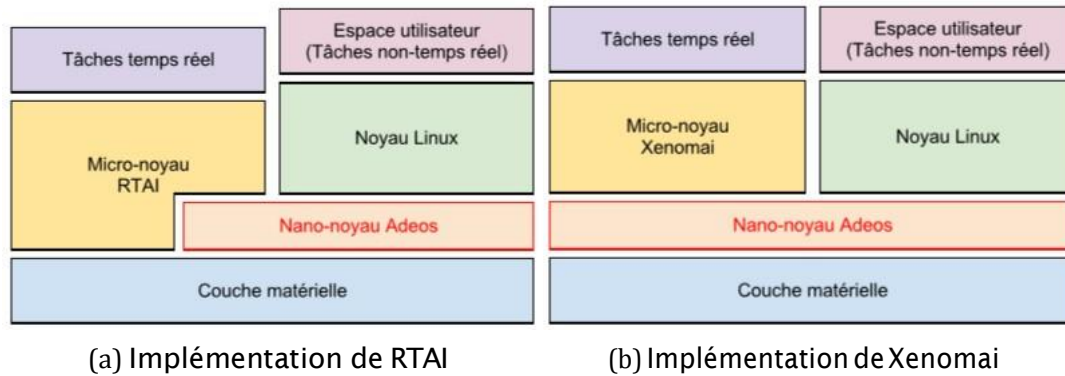 Tâches temps réel
Espace utilisateur
(Tâches non-temps réel)
Micro-noyau
RTAI
Noyau Linux
Nano-noyau Adeos
Couche matérielle
(a) Implémentation de RTAI
Tâches temps réel
Espace utilisateur
(Tâches non-temps réel)
Micro-noyau
Xenomai
Noyau Linux
Nano-noyau Adeos
Couche matérielle
(b) Implémentation de Xenomai